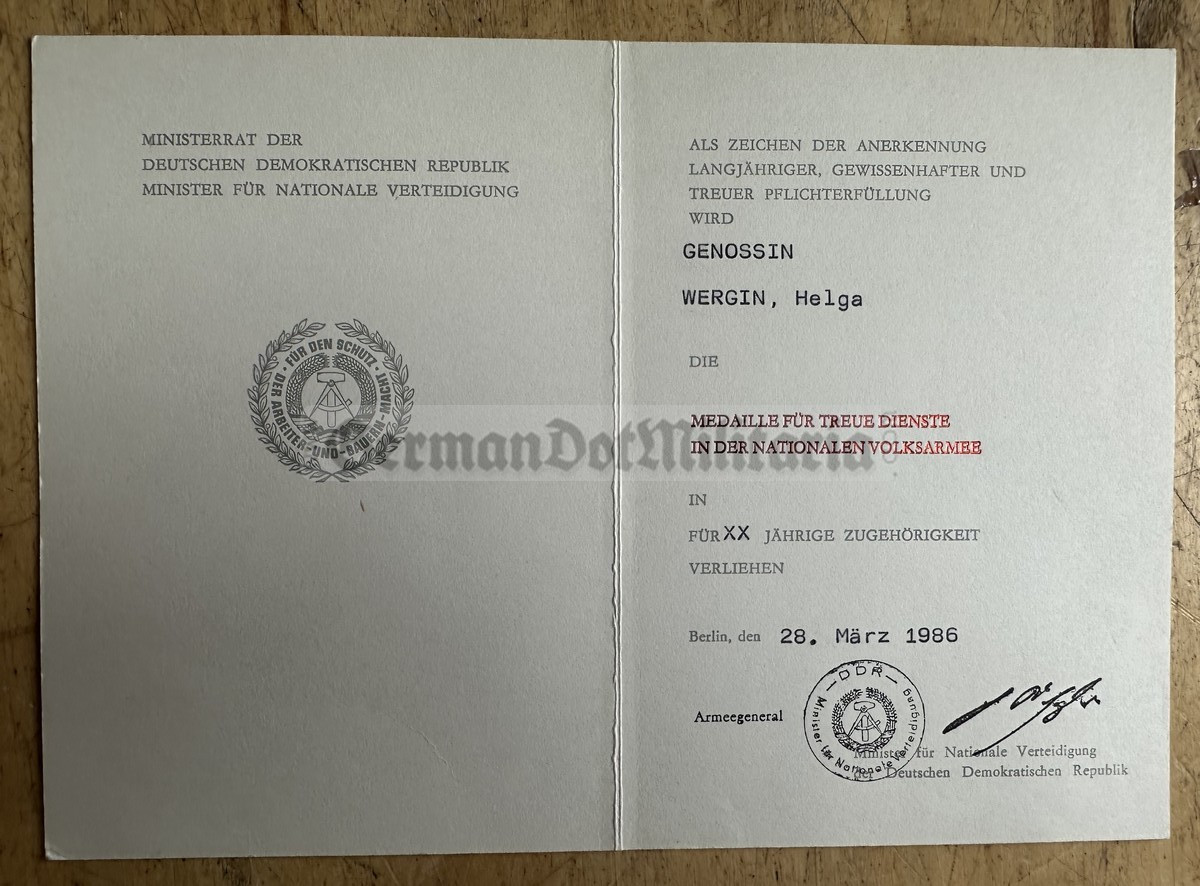 MINISTERRAT DER
DEUTSCHEN DEMOKRATISCHEN REPUBLIK
MINISTER FÜR NATIONALE VERTEIDIGUNG
FÜR DEN SCHUTZ · DER ARBEITER-UND-BAUERN-MACHT
ALS ZEICHEN DER ANERKENNUNG
LANGJÄHRIGER, GEWISSENHAFTER UND
TREUER PFLICHTERFÜLLUNG
WIRD
GENOSSIN
WERGIN, Helga
DIE
MEDAILLE FÜR TREUE DIENSTE
IN DER NATIONALEN VOLKSARMEE
GermanDotMilitaria
IN
FÜR XX JÄHRIGE ZUGEHÖRIGKEIT
VERLIEHEN
Berlin, den 28. März 1986
Armeegeneral
—DDR—
Minister für Nationale Verteidigung
Minister für Nationale Verteidigung
der Deutschen Demokratischen Republik